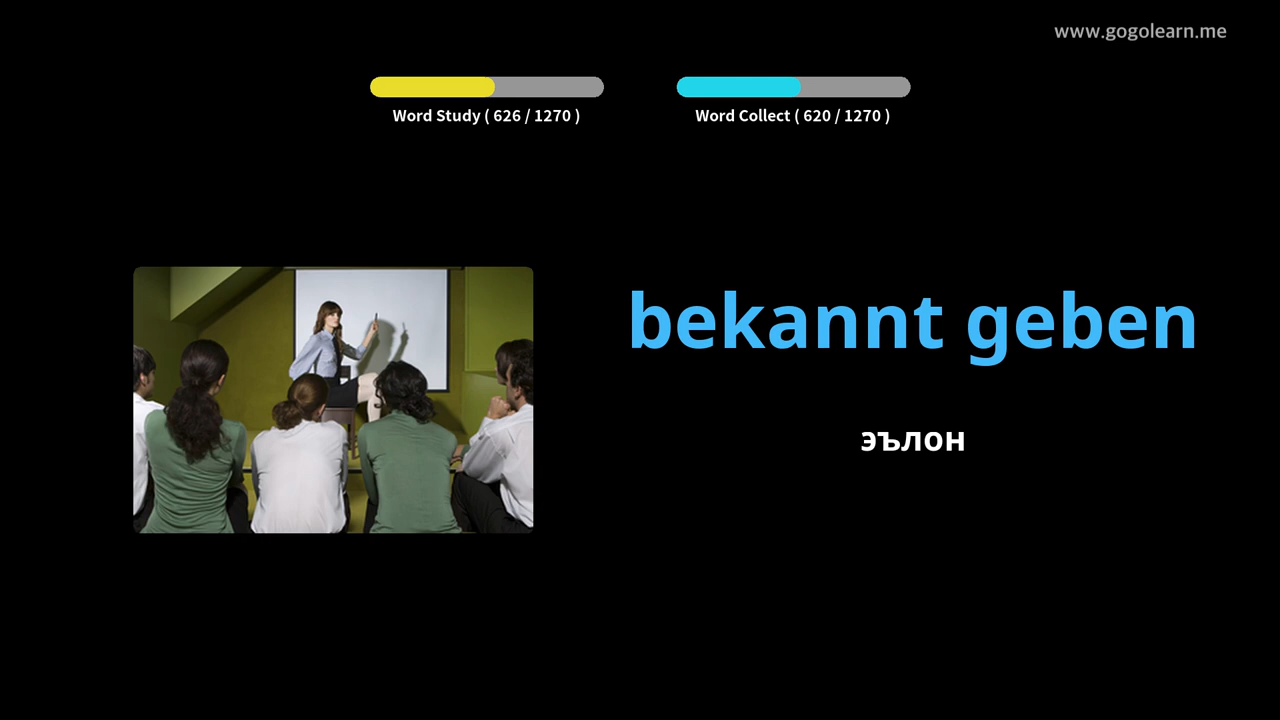 www.gogolearn.me
Word Study ( 626 / 1270 )
Word Collect ( 620 / 1270 )
bekannt geben
эълон